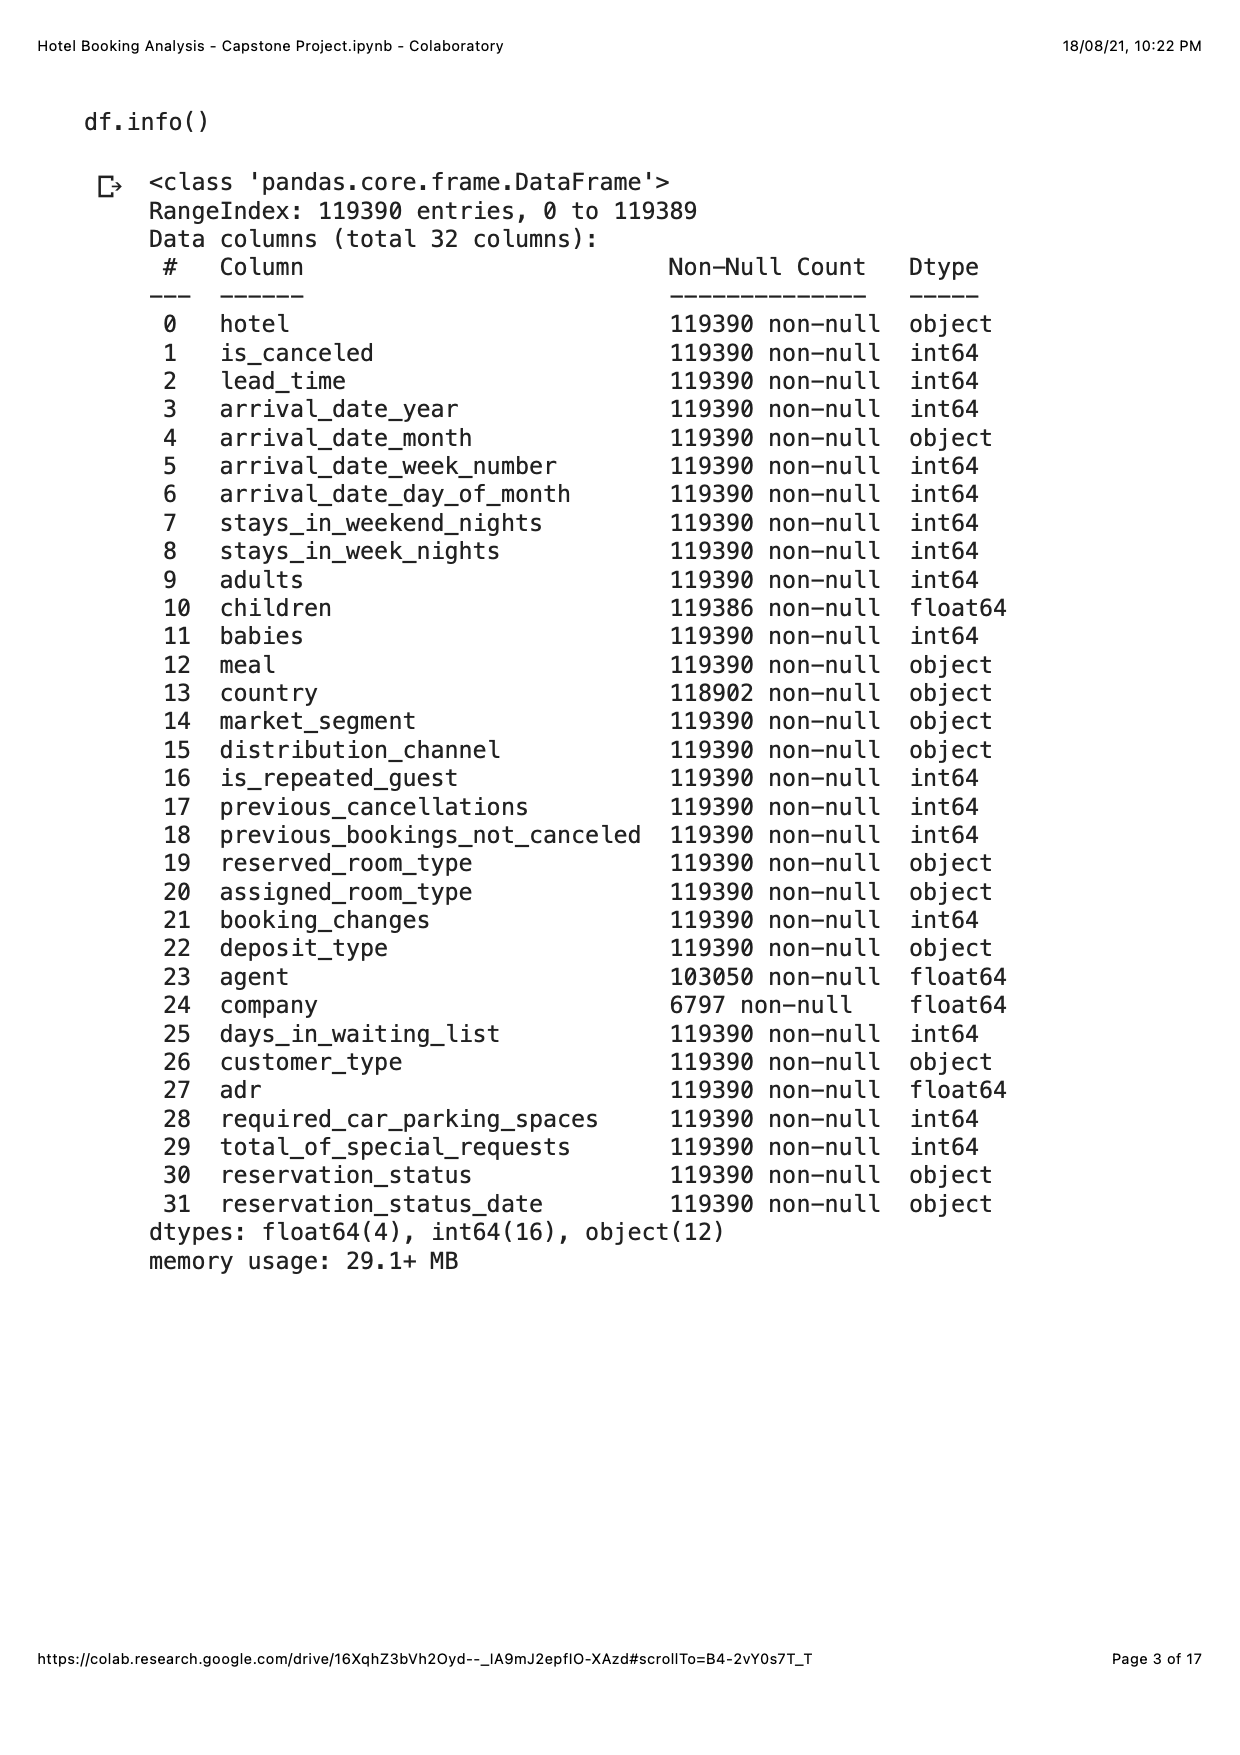 Hotel Booking Analysis - Capstone Project.ipynb - Colaboratory 18/08/21, 10:22 PM
df.info()
<class 'pandas.core.frame.DataFrame'>
RangeIndex: 119390 entries, 0 to 119389
Data columns (total 32 columns):
 #   Column                          Non-Null Count   Dtype
---  ------                          --------------   -----
 0   hotel                           119390 non-null  object
 1   is_canceled                     119390 non-null  int64
 2   lead_time                       119390 non-null  int64
 3   arrival_date_year               119390 non-null  int64
 4   arrival_date_month              119390 non-null  object
 5   arrival_date_week_number        119390 non-null  int64
 6   arrival_date_day_of_month       119390 non-null  int64
 7   stays_in_weekend_nights         119390 non-null  int64
 8   stays_in_week_nights            119390 non-null  int64
 9   adults                          119390 non-null  int64
 10  children                        119386 non-null  float64
 11  babies                          119390 non-null  int64
 12  meal                            119390 non-null  object
 13  country                         118902 non-null  object
 14  market_segment                  119390 non-null  object
 15  distribution_channel            119390 non-null  object
 16  is_repeated_guest               119390 non-null  int64
 17  previous_cancellations          119390 non-null  int64
 18  previous_bookings_not_canceled  119390 non-null  int64
 19  reserved_room_type              119390 non-null  object
 20  assigned_room_type              119390 non-null  object
 21  booking_changes                 119390 non-null  int64
 22  deposit_type                    119390 non-null  object
 23  agent                           103050 non-null  float64
 24  company                         6797 non-null    float64
 25  days_in_waiting_list            119390 non-null  int64
 26  customer_type                   119390 non-null  object
 27  adr                             119390 non-null  float64
 28  required_car_parking_spaces     119390 non-null  int64
 29  total_of_special_requests       119390 non-null  int64
 30  reservation_status              119390 non-null  object
 31  reservation_status_date         119390 non-null  object
dtypes: float64(4), int64(16), object(12)
memory usage: 29.1+ MB
https://colab.research.google.com/drive/16XqhZ3bVh2Oyd--_IA9mJ2epfIO-XAzd#scrollTo=B4-2vY0s7T_T Page 3 of 17